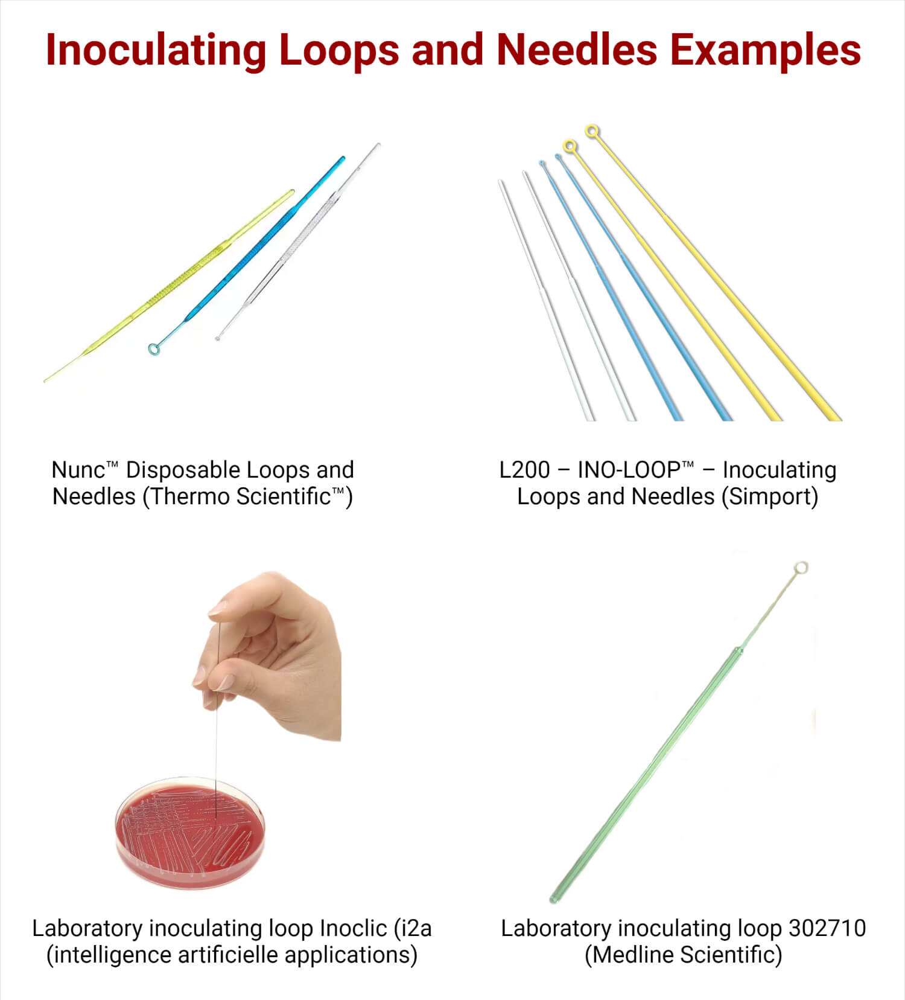 Inoculating Loops and Needles Examples
Nunc™ Disposable Loops and
Needles (Thermo Scientific™)
L200 – INO-LOOP™ – Inoculating
Loops and Needles (Simport)
Laboratory inoculating loop Inoclic (i2a
(intelligence artificielle applications)
Laboratory inoculating loop 302710
(Medline Scientific)